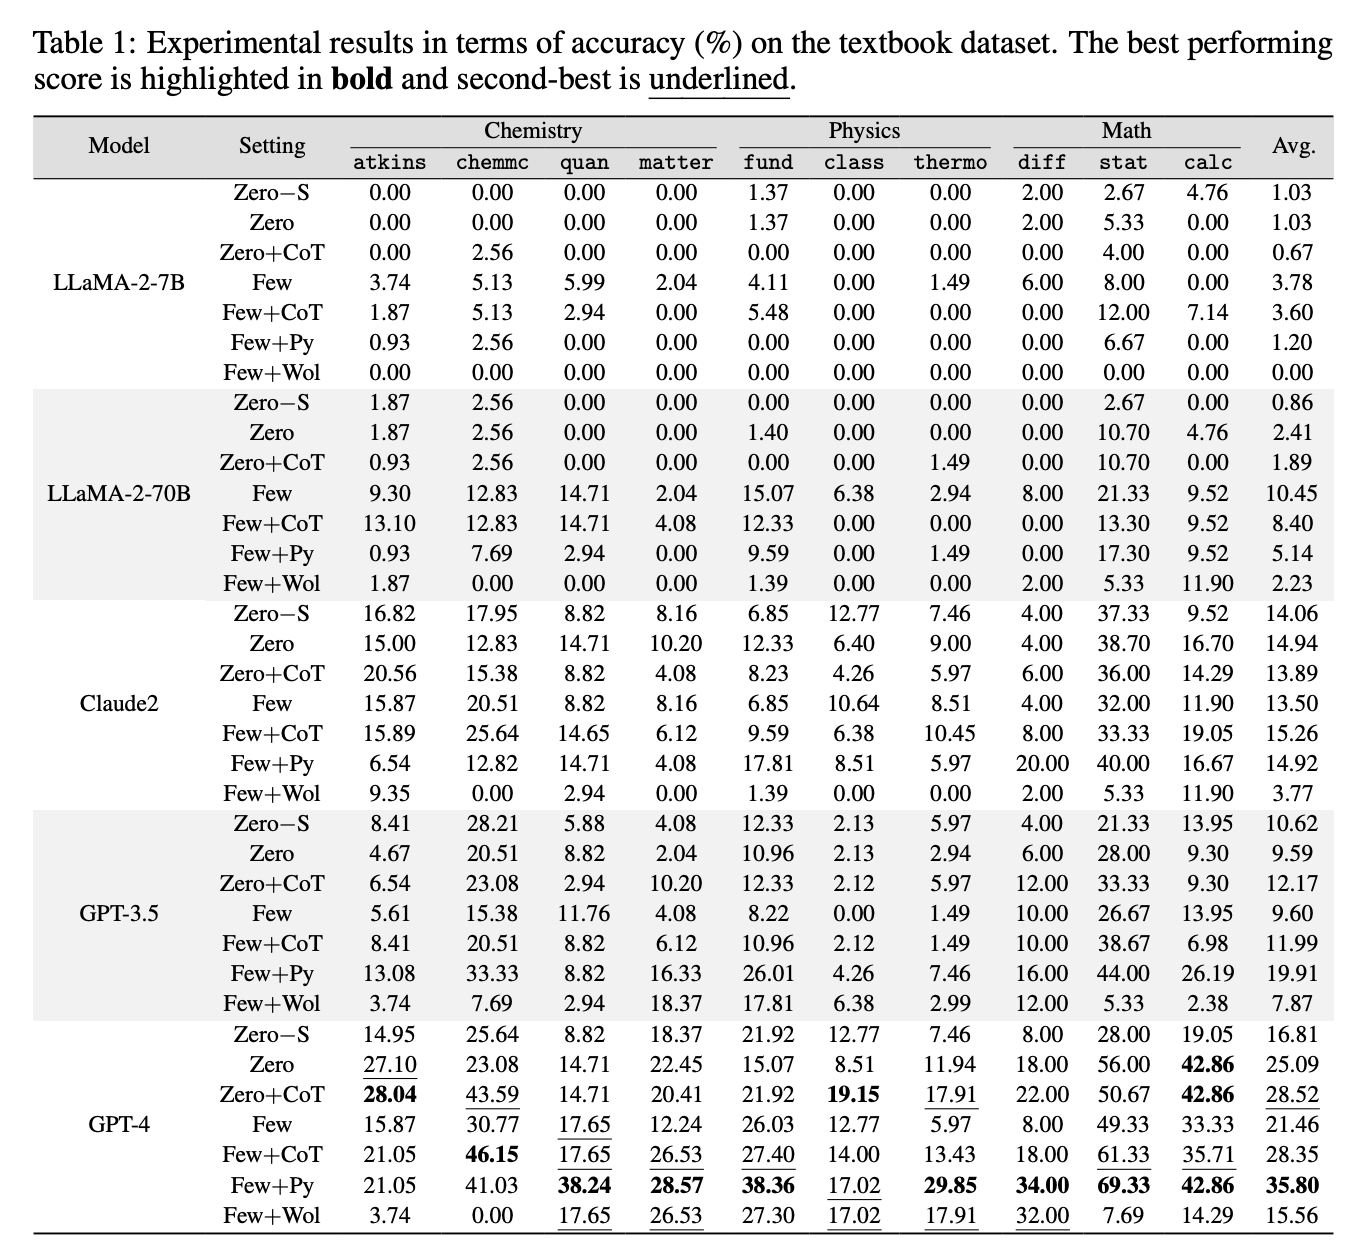 Table 1: Experimental results in terms of accuracy (%) on the textbook dataset. The best performing
score is highlighted in bold and second-best is underlined.
Model Setting Chemistry Physics Math Avg.
atkins chemmc quan matter fund class thermo diff stat calc
LLaMA-2-7B
Zero−S 0.00 0.00 0.00 0.00 1.37 0.00 0.00 2.00 2.67 4.76 1.03
Zero 0.00 0.00 0.00 0.00 1.37 0.00 0.00 2.00 5.33 0.00 1.03
Zero+CoT 0.00 2.56 0.00 0.00 0.00 0.00 0.00 0.00 4.00 0.00 0.67
Few 3.74 5.13 5.99 2.04 4.11 0.00 1.49 6.00 8.00 0.00 3.78
Few+CoT 1.87 5.13 2.94 0.00 5.48 0.00 0.00 0.00 12.00 7.14 3.60
Few+Py 0.93 2.56 0.00 0.00 0.00 0.00 0.00 0.00 6.67 0.00 1.20
Few+Wol 0.00 0.00 0.00 0.00 0.00 0.00 0.00 0.00 0.00 0.00 0.00
LLaMA-2-70B
Zero−S 1.87 2.56 0.00 0.00 0.00 0.00 0.00 0.00 2.67 0.00 0.86
Zero 1.87 2.56 0.00 0.00 1.40 0.00 0.00 0.00 10.70 4.76 2.41
Zero+CoT 0.93 2.56 0.00 0.00 0.00 0.00 1.49 0.00 10.70 0.00 1.89
Few 9.30 12.83 14.71 2.04 15.07 6.38 2.94 8.00 21.33 9.52 10.45
Few+CoT 13.10 12.83 14.71 4.08 12.33 0.00 0.00 0.00 13.30 9.52 8.40
Few+Py 0.93 7.69 2.94 0.00 9.59 0.00 1.49 0.00 17.30 9.52 5.14
Few+Wol 1.87 0.00 0.00 0.00 1.39 0.00 0.00 2.00 5.33 11.90 2.23
Claude2
Zero−S 16.82 17.95 8.82 8.16 6.85 12.77 7.46 4.00 37.33 9.52 14.06
Zero 15.00 12.83 14.71 10.20 12.33 6.40 9.00 4.00 38.70 16.70 14.94
Zero+CoT 20.56 15.38 8.82 4.08 8.23 4.26 5.97 6.00 36.00 14.29 13.89
Few 15.87 20.51 8.82 8.16 6.85 10.64 8.51 4.00 32.00 11.90 13.50
Few+CoT 15.89 25.64 14.65 6.12 9.59 6.38 10.45 8.00 33.33 19.05 15.26
Few+Py 6.54 12.82 14.71 4.08 17.81 8.51 5.97 20.00 40.00 16.67 14.92
Few+Wol 9.35 0.00 2.94 0.00 1.39 0.00 0.00 2.00 5.33 11.90 3.77
GPT-3.5
Zero−S 8.41 28.21 5.88 4.08 12.33 2.13 5.97 4.00 21.33 13.95 10.62
Zero 4.67 20.51 8.82 2.04 10.96 2.13 2.94 6.00 28.00 9.30 9.59
Zero+CoT 6.54 23.08 2.94 10.20 12.33 2.12 5.97 12.00 33.33 9.30 12.17
Few 5.61 15.38 11.76 4.08 8.22 0.00 1.49 10.00 26.67 13.95 9.60
Few+CoT 8.41 20.51 8.82 6.12 10.96 2.12 1.49 10.00 38.67 6.98 11.99
Few+Py 13.08 33.33 8.82 16.33 26.01 4.26 7.46 16.00 44.00 26.19 19.91
Few+Wol 3.74 7.69 2.94 18.37 17.81 6.38 2.99 12.00 5.33 2.38 7.87
GPT-4
Zero−S 14.95 25.64 8.82 18.37 21.92 12.77 7.46 8.00 28.00 19.05 16.81
Zero 27.10 23.08 14.71 22.45 15.07 8.51 11.94 18.00 56.00 42.86 25.09
Zero+CoT 28.04 43.59 14.71 20.41 21.92 19.15 17.91 22.00 50.67 42.86 28.52
Few 15.87 30.77 17.65 12.24 26.03 12.77 5.97 8.00 49.33 33.33 21.46
Few+CoT 21.05 46.15 17.65 26.53 27.40 14.00 13.43 18.00 61.33 35.71 28.35
Few+Py 21.05 41.03 38.24 28.57 38.36 17.02 29.85 34.00 69.33 42.86 35.80
Few+Wol 3.74 0.00 17.65 26.53 27.30 17.02 17.91 32.00 7.69 14.29 15.56